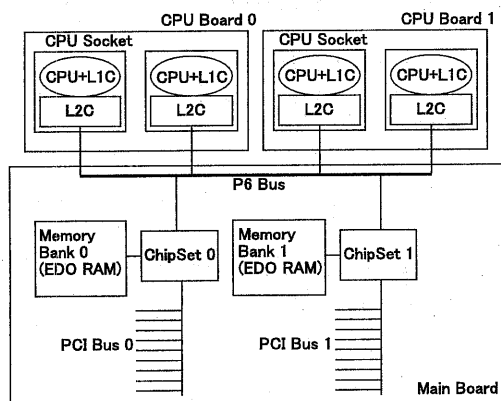 CPU Board 0
CPU Board 1
CPU Socket
CPU Socket
CPU+L1C
CPU+L1C
CPU+L1C
CPU+L1C
L2C
L2C
L2C
L2C
P6 Bus
Memory
Bank 0
(EDO RAM)
ChipSet 0
Memory
Bank 1
(EDO RAM)
ChipSet 1
PCI Bus 0
PCI Bus 1
Main Board